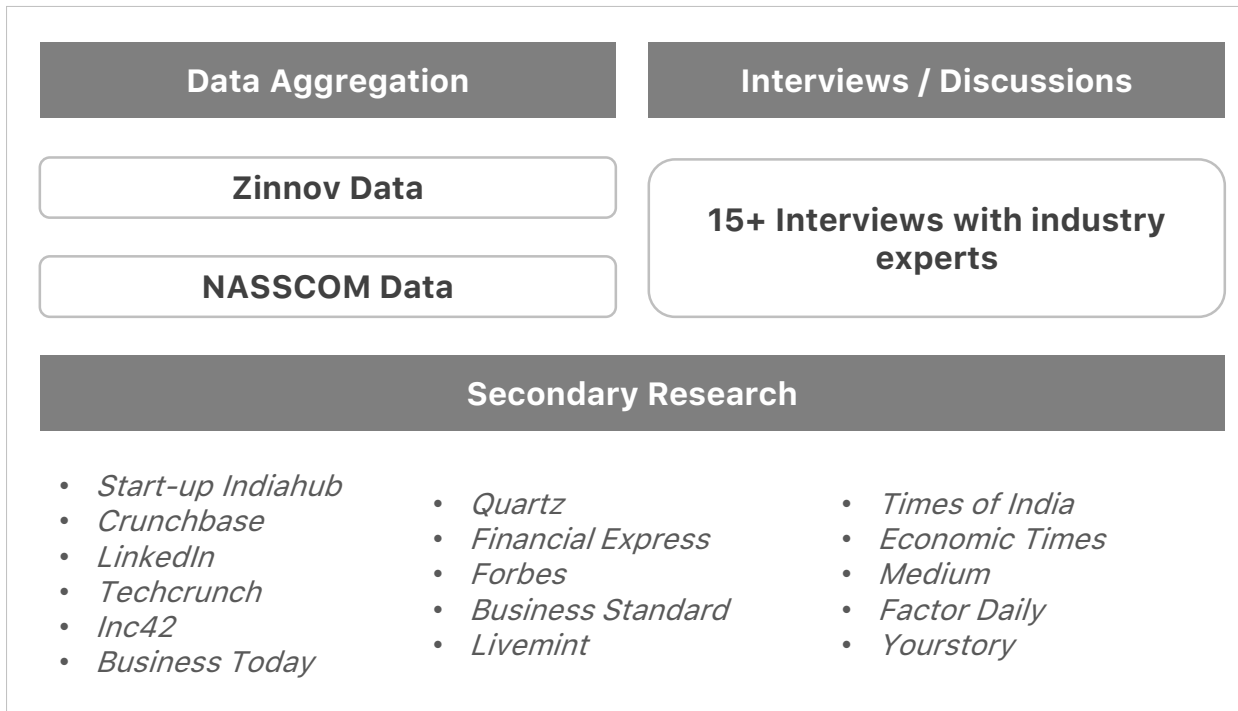 Data Aggregation
Interviews / Discussions
Zinnov Data
NASSCOM Data
15+ Interviews with industry
experts
Secondary Research
• Start-up Indiahub
• Crunchbase
• LinkedIn
• Techcrunch
• Inc42
• Business Today
• Quartz
• Financial Express
• Forbes
• Business Standard
• Livemint
• Times of India
• Economic Times
• Medium
• Factor Daily
• Yourstory